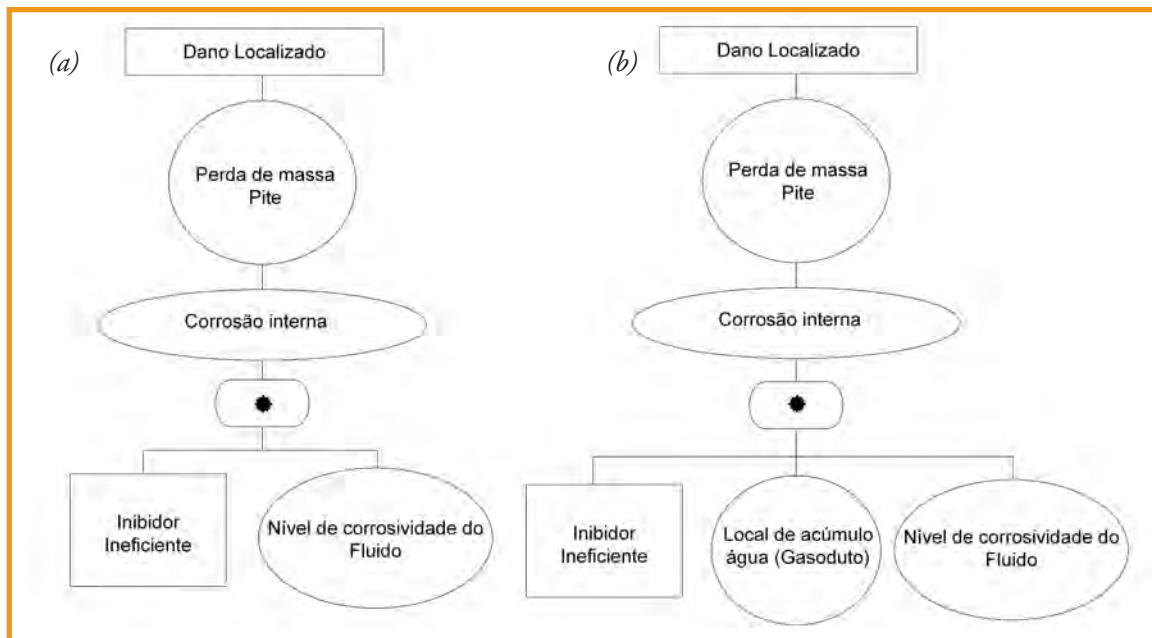 (a)
Dano Localizado
Perda de massa
Pite
Corrosão interna
Inibidor
Ineficiente
Nível de corrosividade do
Fluido
(b)
Dano Localizado
Perda de massa
Pite
Corrosão interna
Inibidor
Ineficiente
Local de acúmulo
água (Gasoduto)
Nível de corrosividade do
Fluido